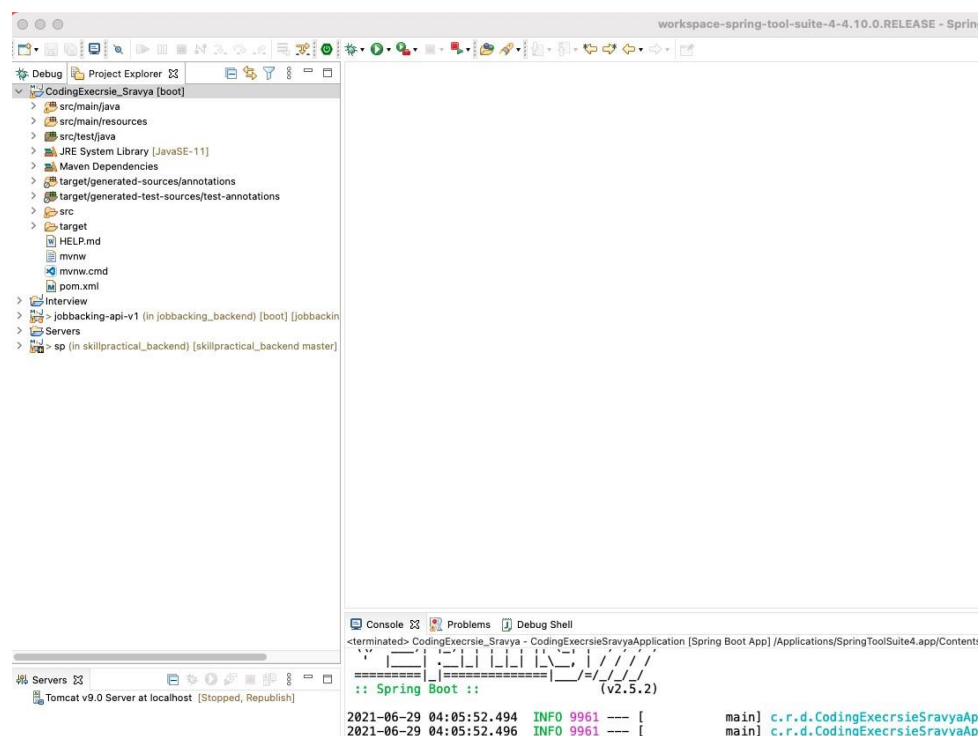 workspace-spring-tool-suite-4-4.10.0.RELEASE - Sprin
Debug Project Explorer
CodingExecrsie_Sravya [boot]
src/main/java
src/main/resources
src/test/java
JRE System Library [JavaSE-11]
Maven Dependencies
target/generated-sources/annotations
target/generated-test-sources/test-annotations
src
target
HELP.md
mvnw
mvnw.cmd
pom.xml
Interview
> jobbacking-api-v1 (in jobbacking_backend) [boot] [jobbackin
Servers
> sp (in skillpractical_backend) [skillpractical_backend master]
Console Problems Debug Shell
<terminated> CodingExecrsie_Sravya - CodingExecrsieSravyaApplication [Spring Boot App] /Applications/SpringToolSuite4.app/Contents
:: Spring Boot :: (v2.5.2)
2021-06-29 04:05:52.494 INFO 9961 --- [ main] c.r.d.CodingExecrsieSravyaAp
2021-06-29 04:05:52.496 INFO 9961 --- [ main] c.r.d.CodingExecrsieSravyaAp
Servers
Tomcat v9.0 Server at localhost [Stopped, Republish]